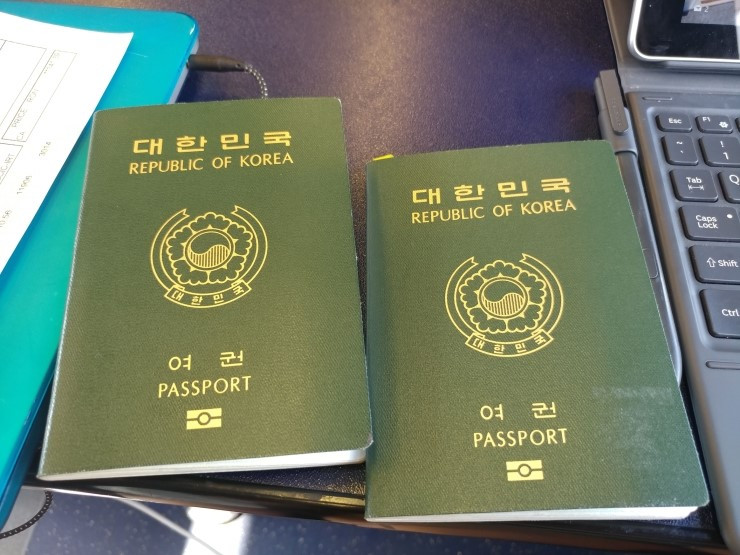 대한민국
REPUBLIC OF KOREA
대한민국
여권
PASSPORT
대한민국
REPUBLIC OF KOREA
대한민국
여권
PASSPORT
Esc
F1
~
`
!
1
Tab
Caps
Lock
Shift
Ctrl